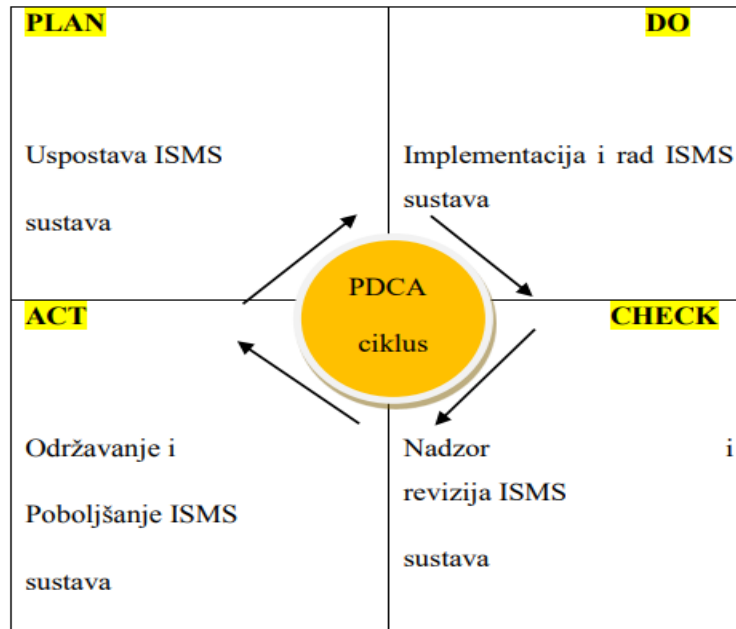 PLAN
Uspostava ISMS
sustava
DO
Implementacija i rad ISMS
sustava
PDCA
ciklus
ACT
Održavanje i
Poboljšanje ISMS
sustava
CHECK
Nadzor i
revizija ISMS
sustava